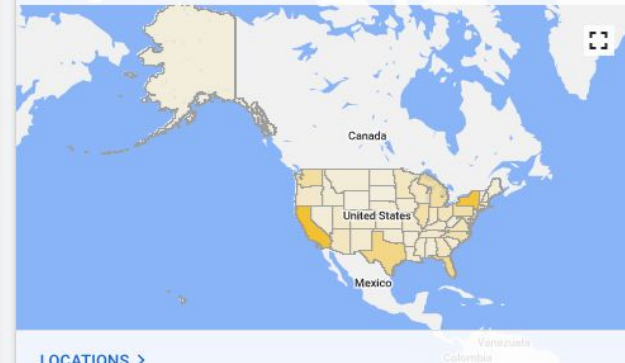 Canada
United States
Mexico
Venezuela
Colombia
LOCATIONS >